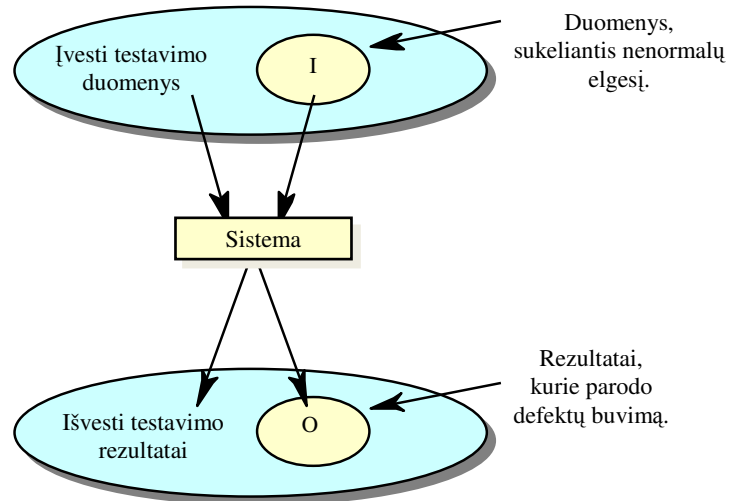 Įvesti testavimo
duomenys
I
Duomenys,
sukeliantis nenormalų
elgesį.
Sistema
Išvesti testavimo
rezultatai
O
Rezultatai,
kurie parodo
defektų buvimą.